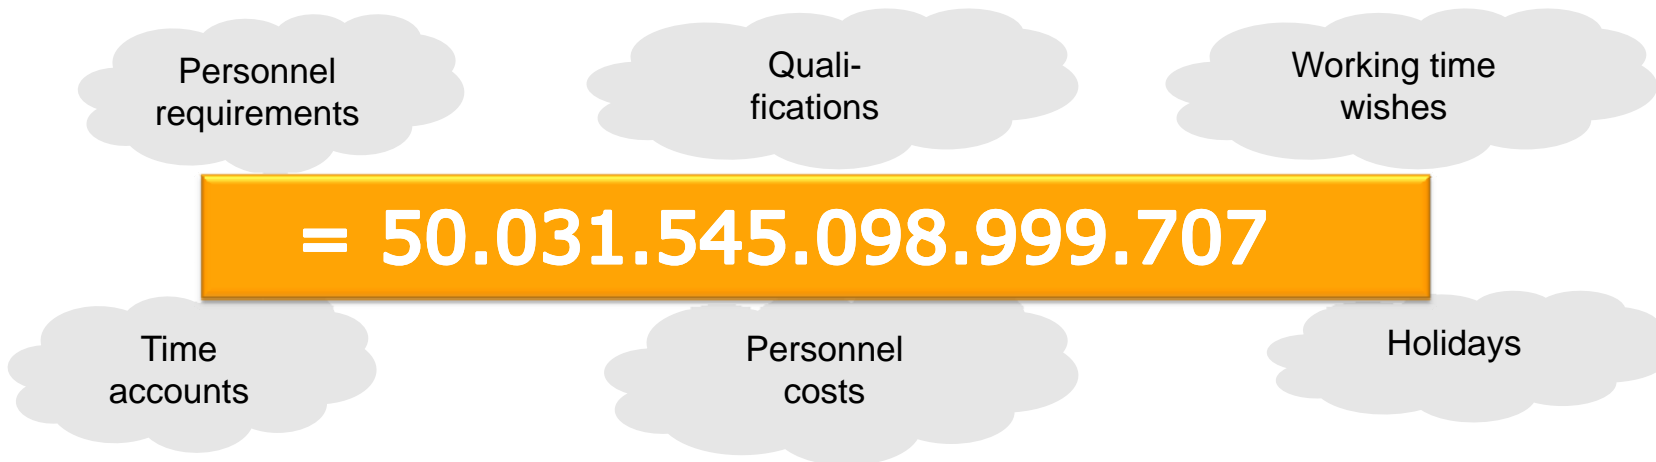 Personnel
requirements
Quali-
fications
Working time
wishes
= 50.031.545.098.999.707
Time
accounts
Personnel
costs
Holidays